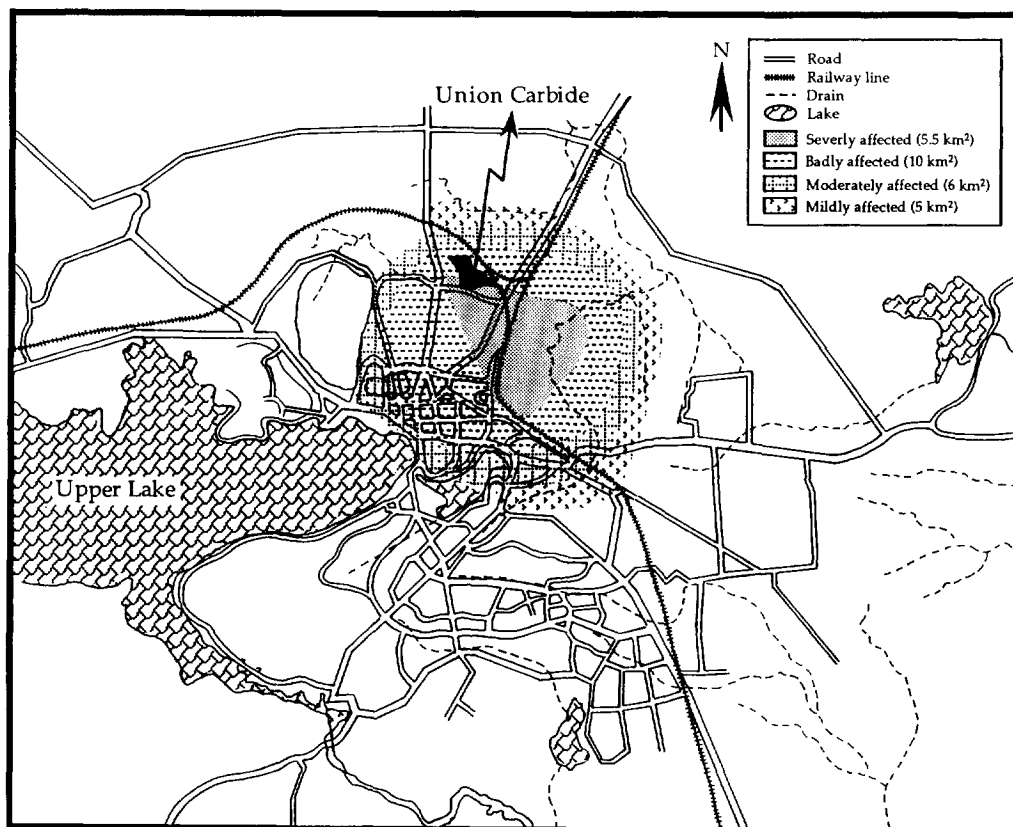 N
Union Carbide
Road
Railway line
Drain
Lake
Severly affected (5.5 km²)
Badly affected (10 km²)
Moderately affected (6 km²)
Mildly affected (5 km²)
Upper Lake